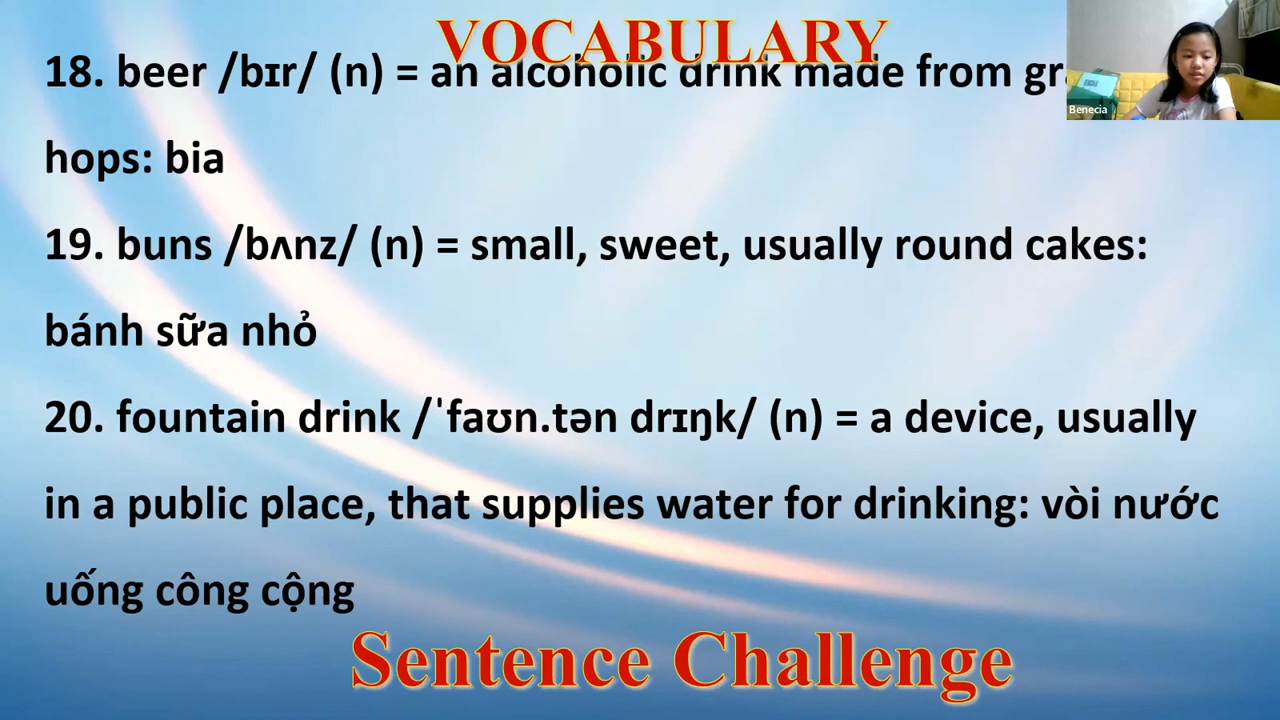 VOCABULARY
18. beer /bɪr/ (n) = an alcoholic drink made from
hops: bia
19. buns /bʌnz/ (n) = small, sweet, usually round cakes:
bánh sữa nhỏ
20. fountain drink /ˈfaʊn.tən drɪŋk/ (n) = a device, usually
in a public place, that supplies water for drinking: vòi nước
uống công cộng
Sentence Challenge
Benecia